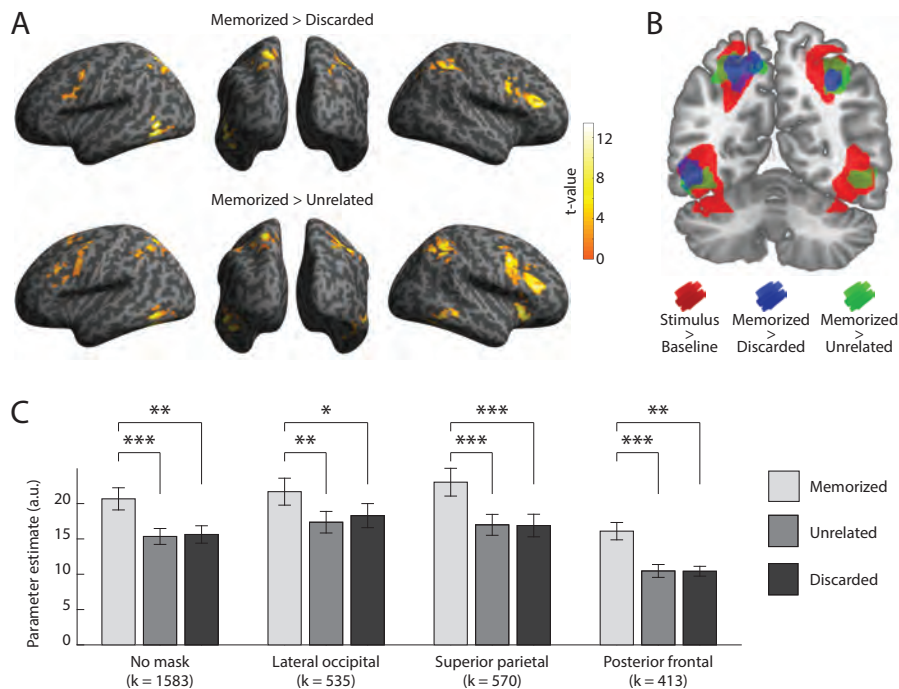 A
Memorized > Discarded
Memorized > Unrelated
12
8
4
0
t-value
B
Stimulus
>
Baseline
Memorized
>
Discarded
Memorized
>
Unrelated
C
**
***
*
**
***
***
**
***
Parameter estimate (a.u.)
20
15
10
5
0
No mask
(k = 1583)
Lateral occipital
(k = 535)
Superior parietal
(k = 570)
Posterior frontal
(k = 413)
Memorized
Unrelated
Discarded